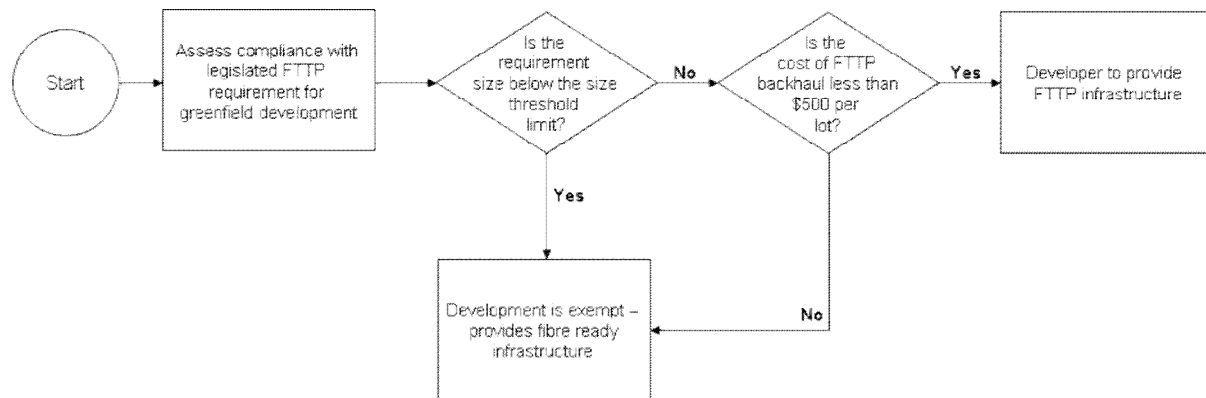 Start
Assess compliance with
legislated FTTP
requirement for
greenfield development
Is the
requirement
size below the size
threshold
limit?
No
Is the
cost of FTTP
backhaul less than
$500 per
lot?
Yes
Developer to provide
FTTP infrastructure
Yes
Development is exempt –
provides fibre ready
infrastructure
No